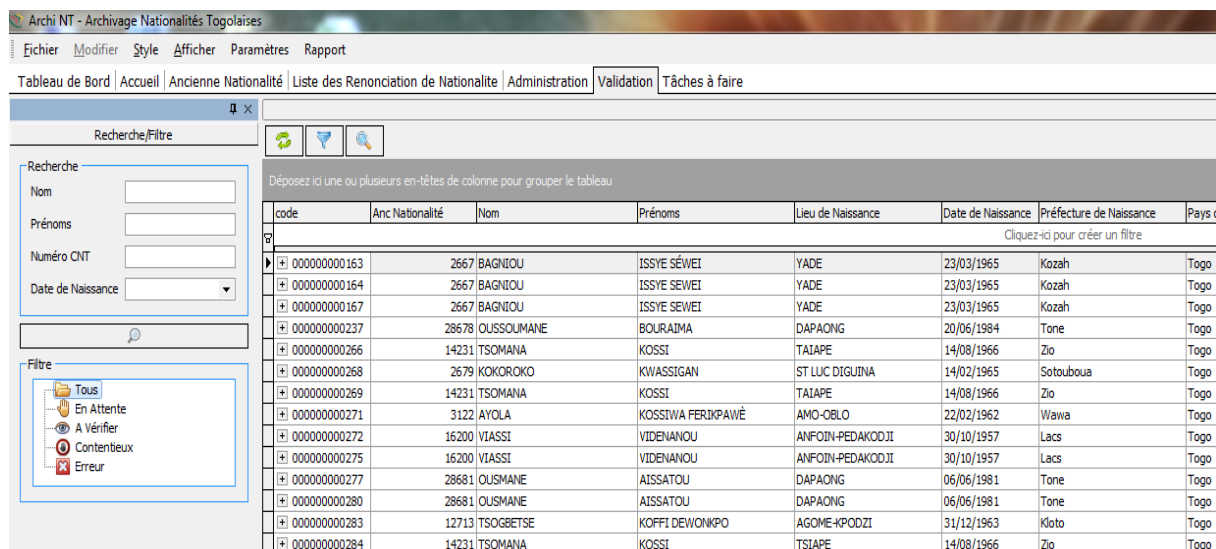 Archi NT - Archivage Nationalités Togolaises
Fichier Modifier Style Afficher Paramètres Rapport
Tableau de Bord Accueil Ancienne Nationalité Liste des Renonciation de Nationalite Administration Validation Tâches à faire
Recherche/Filtre
Recherche
Nom
Prénoms
Numéro CNT
Date de Naissance
Filtre
Tous
En Attente
A Vérifier
Contentieux
Erreur
Déposez ici une ou plusieurs en-têtes de colonne pour grouper le tableau
code Anc Nationalité Nom Prénoms Lieu de Naissance Date de Naissance Préfecture de Naissance Pays
Cliquez-ici pour créer un filtre
000000000163 2667 BAGNIOU ISSYE SÉWEI YADE 23/03/1965 Kozah Togo
000000000164 2667 BAGNIOU ISSYE SEWEI YADE 23/03/1965 Kozah Togo
000000000167 2667 BAGNIOU ISSYE SEWEI YADE 23/03/1965 Kozah Togo
000000000237 28678 OUSSOUMANE BOURAIMA DAPAONG 20/06/1984 Tone Togo
000000000266 14231 TSOMANA KOSSI TAIAPE 14/08/1966 Zio Togo
000000000268 2679 KOKOROKO KWASSIGAN ST LUC DIGUINA 14/02/1965 Sotouboua Togo
000000000269 14231 TSOMANA KOSSI TAIAPE 14/08/1966 Zio Togo
000000000271 3122 AYOLA KOSSIWA FERIKPAWÈ AMO-OBLO 22/02/1962 Wawa Togo
000000000272 16200 VIASSI VIDENANOU ANFOIN-PEDAKODJI 30/10/1957 Lacs Togo
000000000275 16200 VIASSI VIDENANOU ANFOIN-PEDAKODJI 30/10/1957 Lacs Togo
000000000277 28681 OUSMANE AISSATOU DAPAONG 06/06/1981 Tone Togo
000000000280 28681 OUSMANE AISSATOU DAPAONG 06/06/1981 Tone Togo
000000000283 12713 TSOGBETSE KOFFI DEWONKPO AGOME-KPODZI 31/12/1963 Kloto Togo
000000000284 14231 TSOMANA KOSSI TSIAPE 14/08/1966 Zio Togo